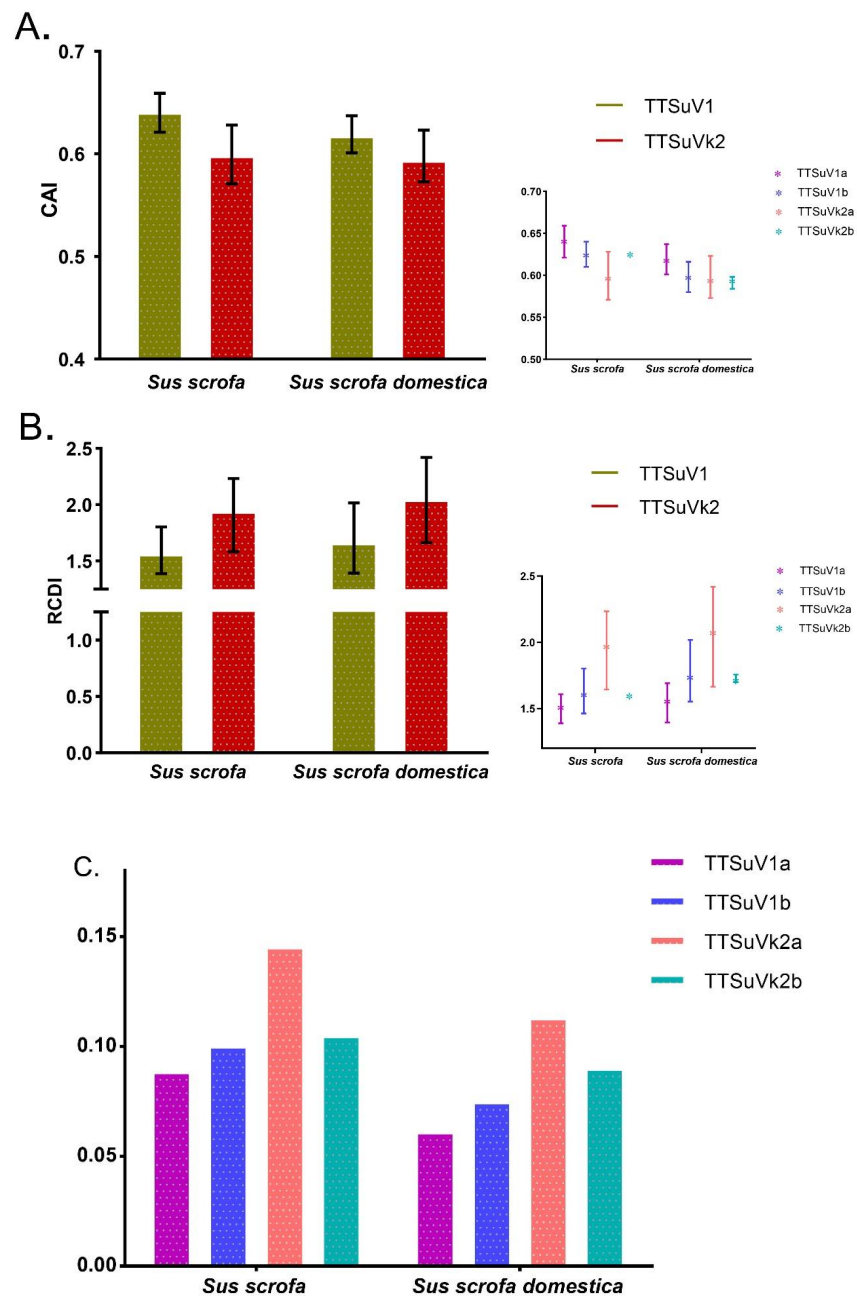 A.
CAI
0.7
0.6
0.5
0.4
Sus scrofa
Sus scrofa domestica
TTSuV1
TTSuVk2
TTSuV1a
TTSuV1b
TTSuVk2a
TTSuVk2b
0.70
0.65
0.60
0.55
0.50
Sus scrofa
Sus scrofa domestica
B.
RCDI
2.5
2.0
1.5
1.0
0.5
0.0
Sus scrofa
Sus scrofa domestica
TTSuV1
TTSuVk2
TTSuV1a
TTSuV1b
TTSuVk2a
TTSuVk2b
2.5
2.0
1.5
Sus scrofa
Sus scrofa domestica
C.
0.15
0.10
0.05
0.00
Sus scrofa
Sus scrofa domestica
TTSuV1a
TTSuV1b
TTSuVk2a
TTSuVk2b